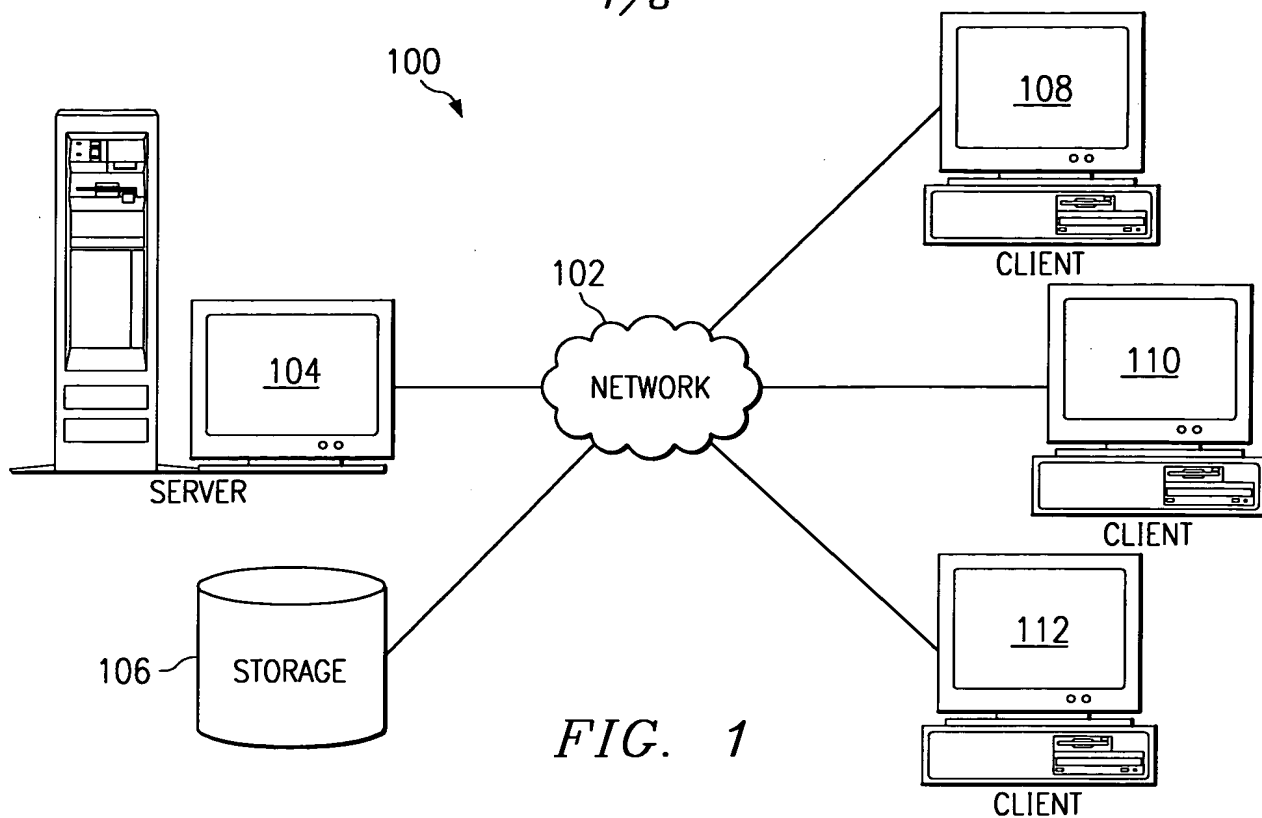 100
108
CLIENT
102
104
NETWORK
110
SERVER
CLIENT
106
STORAGE
112
FIG. 1
CLIENT